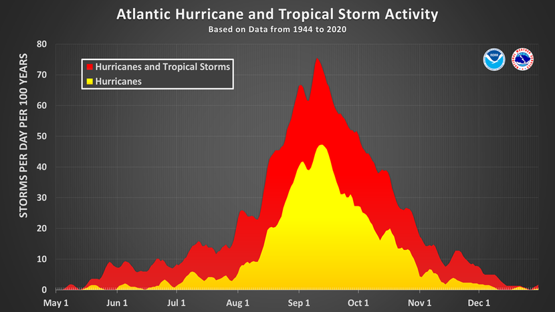 Atlantic Hurricane and Tropical Storm Activity
Based on Data from 1944 to 2020
STORMS PER DAY PER 100 YEARS
80
70
60
50
40
30
20
10
0
Hurricanes and Tropical Storms
Hurricanes
May 1 Jun 1 Jul 1 Aug 1 Sep 1 Oct 1 Nov 1 Dec 1